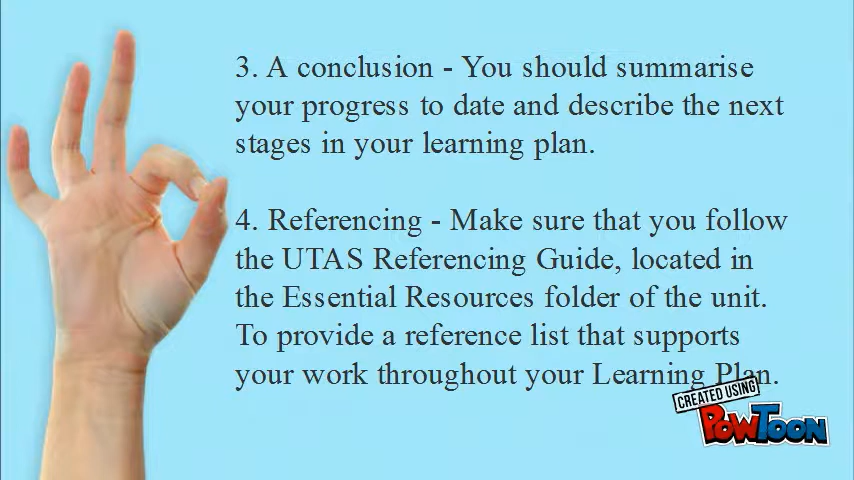 3. A conclusion - You should summarise
your progress to date and describe the next
stages in your learning plan.
4. Referencing - Make sure that you follow
the UTAS Referencing Guide, located in
the Essential Resources folder of the unit.
To provide a reference list that supports
your work throughout your Learning Plan.
CREATED USING
POWTOON